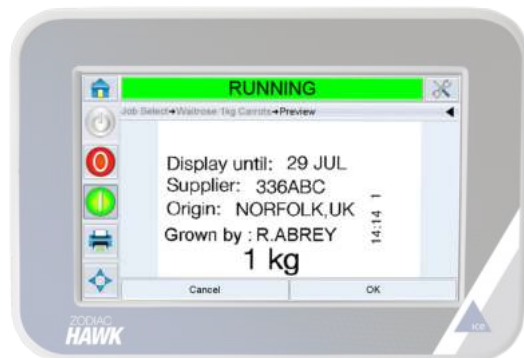 RUNNING
Job Select→Waitrose 1kg Carrots→Preview
Display until: 29 JUL
Supplier: 336ABC
Origin: NORFOLK,UK
Grown by : R.ABREY
14:14 1
1 kg
Cancel OK
ZODIAC
HAWK
ICE